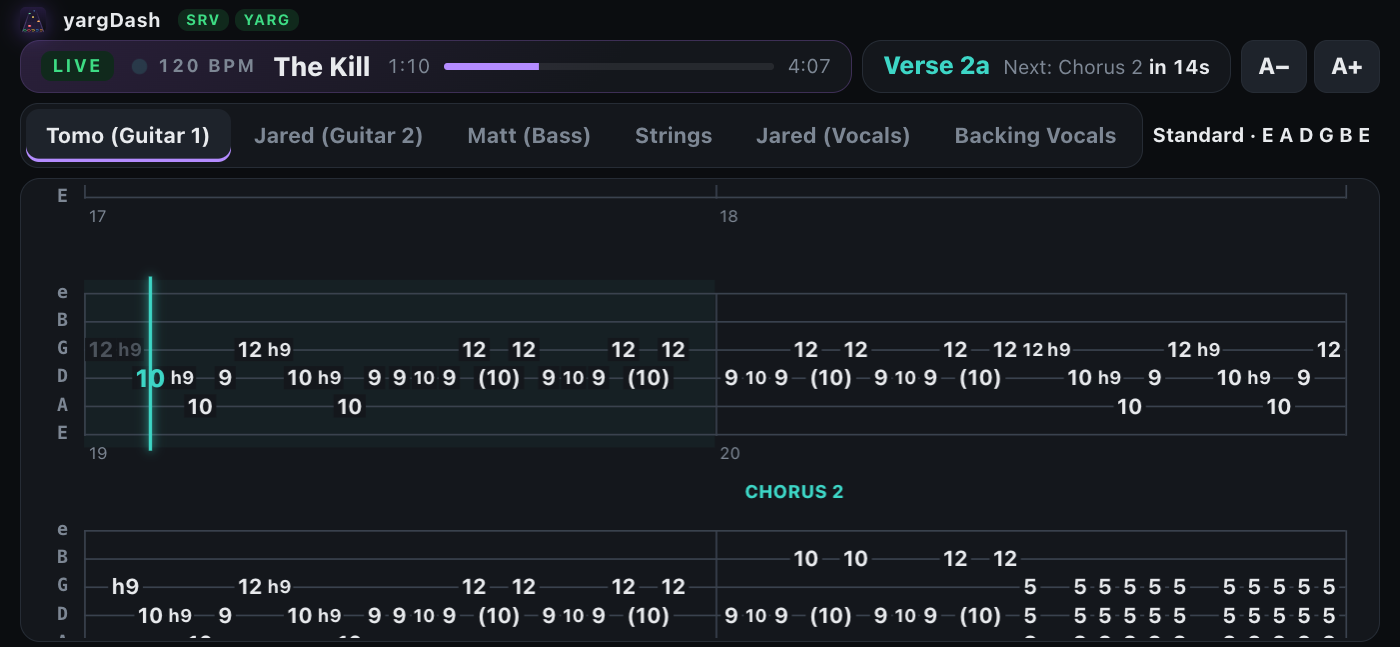 yargDash SRV YARG
LIVE 120 BPM The Kill 1:10 4:07 Verse 2a Next: Chorus 2 in 14s A− A+
Tomo (Guitar 1) Jared (Guitar 2) Matt (Bass) Strings Jared (Vocals) Backing Vocals Standard · E A D G B E
E
17 18
e
B
G 12 h9 12 h9 12 12 12 12 12 12 12 12 12 h9 12 h9 12
D 10 h9 9 10 h9 9 9 10 9 (10) 9 10 9 (10) 9 10 9 (10) 9 10 9 (10) 10 h9 9 10 h9 9
A 10 10 10 10
E
19 20
CHORUS 2
e
B 10 10 12 12
G h9 12 h9 12 12 12 12 5 5 5 5 5 5 5 5 5 5 5
D 10 h9 9 10 h9 9 9 10 9 (10) 9 10 9 (10) 9 10 9 (10) 9 10 9 (10) 5 5 5 5 5 5 5 5 5 5 5